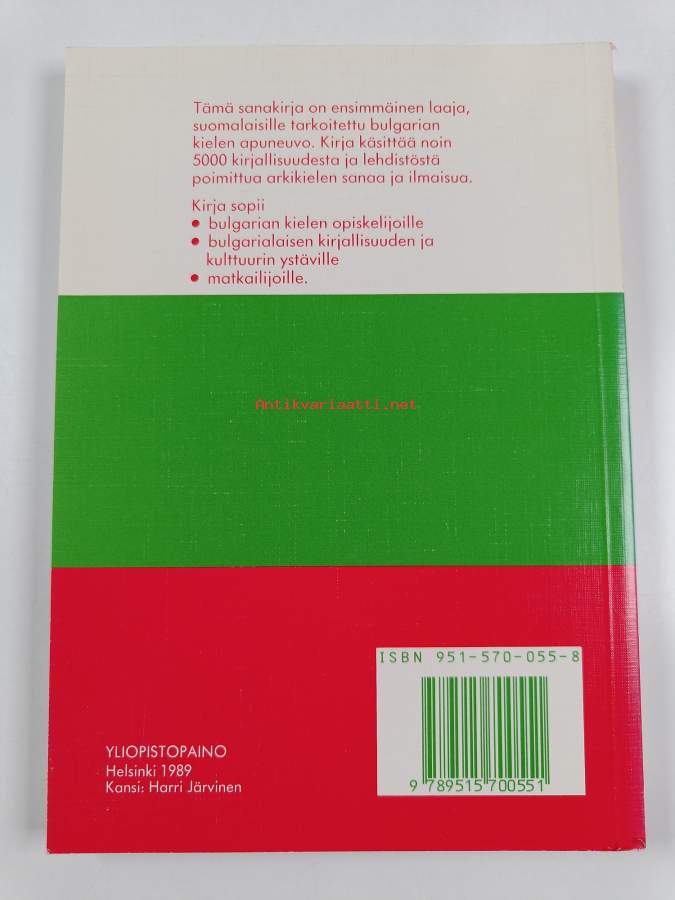 Tämä sanakirja on ensimmäinen laaja,
suomalaisille tarkoitettu bulgarian
kielen apuneuvo. Kirja käsittää noin
5000 kirjallisuudesta ja lehdistöstä
poimittua arkikielen sanaa ja ilmaisua.
Kirja sopii
• bulgarian kielen opiskelijoille
• bulgarialaisen kirjallisuuden ja
kulttuurin ystäville
• matkailijoille.
Antikvariaatti.net
ISBN 951-570-055-8
9 789515 700551
YLIOPISTOPAINO
Helsinki 1989
Kansi: Harri Järvinen